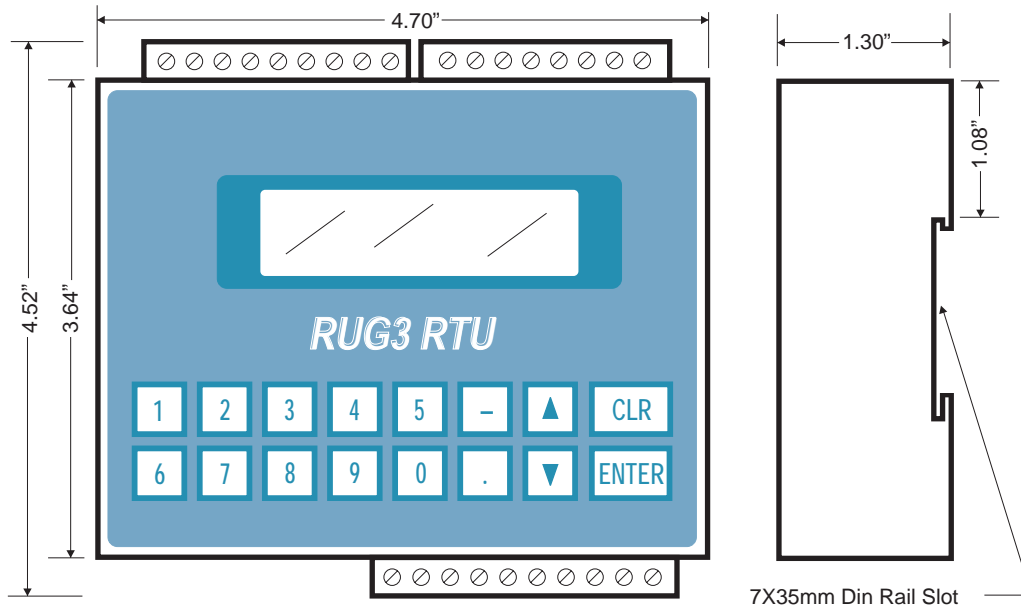 4.70"
1.30"
1.08"
4.52"
3.64"
RUG3 RTU
1 2 3 4 5 – ▲ CLR
6 7 8 9 0 . ▼ ENTER
7X35mm Din Rail Slot